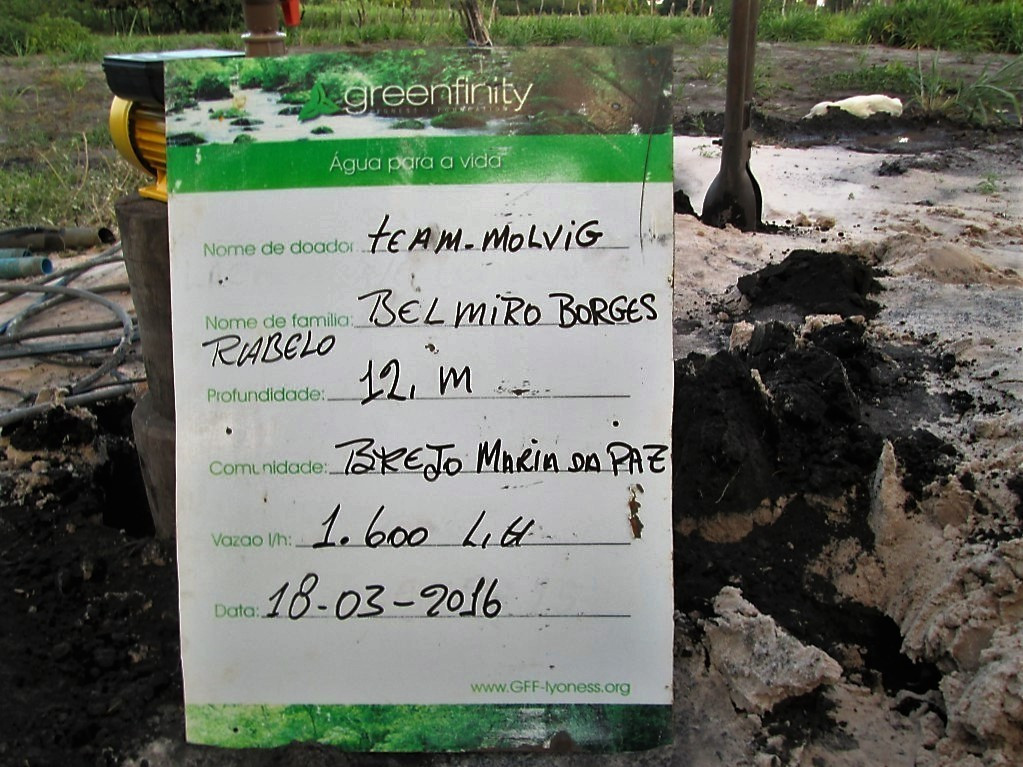 greenfinity
Água para a vida
Nome de doador: tEAM-MOLViG
Nome de família: BELMiRO BORGES
RABELO
Profundidade: 12. M
Comunidade: BREJO MARiA DA PAZ
Vazao l/h: 1.600 L.H
Data: 18-03-2016
www.GFF-lyoness.org